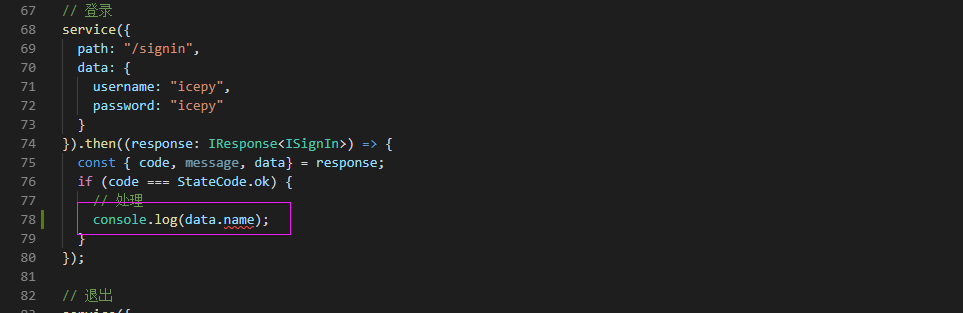 67 // 登录
68 service({
69 path: "/signin",
70 data: {
71 username: "icepy",
72 password: "icepy"
73 }
74 }).then((response: IResponse<ISignIn>) => {
75 const { code, message, data} = response;
76 if (code === StateCode.ok) {
77 // 处理
78 console.log(data.name);
79 }
80 });
81
82 // 退出
83 service({